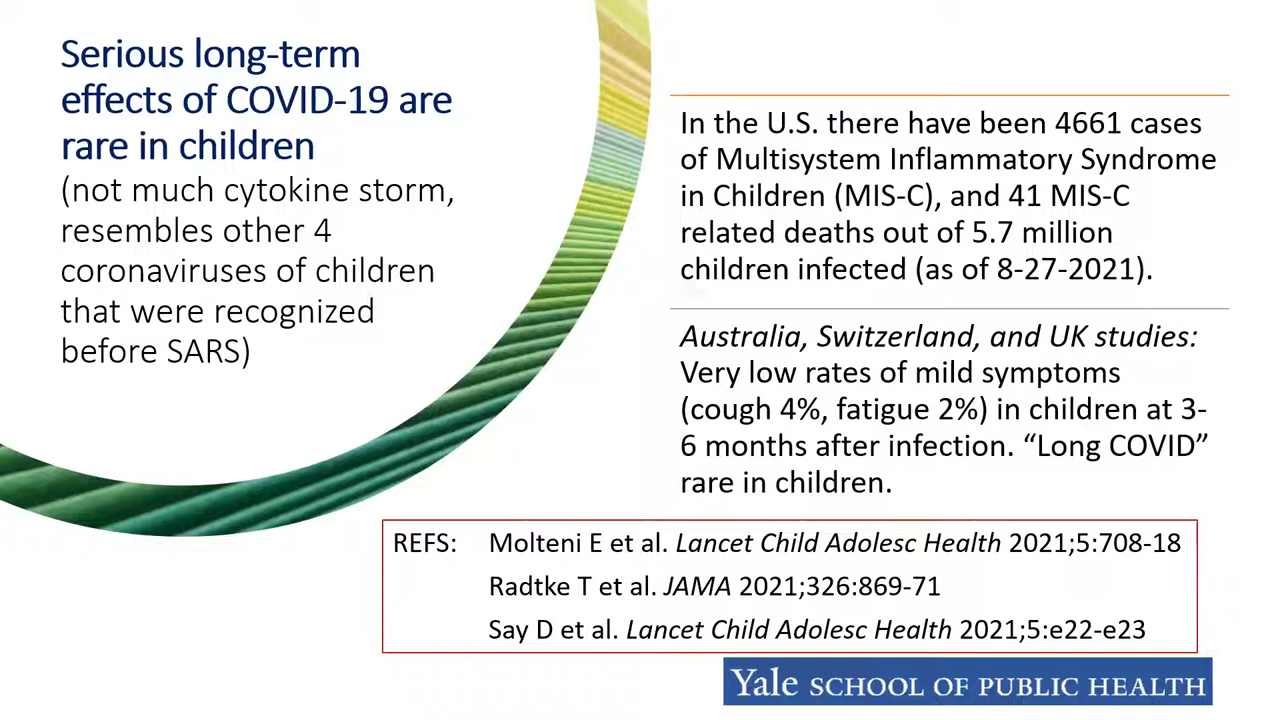 Serious long-term
effects of COVID-19 are
rare in children
(not much cytokine storm,
resembles other 4
coronaviruses of children
that were recognized
before SARS)
In the U.S. there have been 4661 cases
of Multisystem Inflammatory Syndrome
in Children (MIS-C), and 41 MIS-C
related deaths out of 5.7 million
children infected (as of 8-27-2021).
Australia, Switzerland, and UK studies:
Very low rates of mild symptoms
(cough 4%, fatigue 2%) in children at 3-
6 months after infection. “Long COVID”
rare in children.
REFS: Molteni E et al. Lancet Child Adolesc Health 2021;5:708-18
Radtke T et al. JAMA 2021;326:869-71
Say D et al. Lancet Child Adolesc Health 2021;5:e22-e23
Yale SCHOOL OF PUBLIC HEALTH